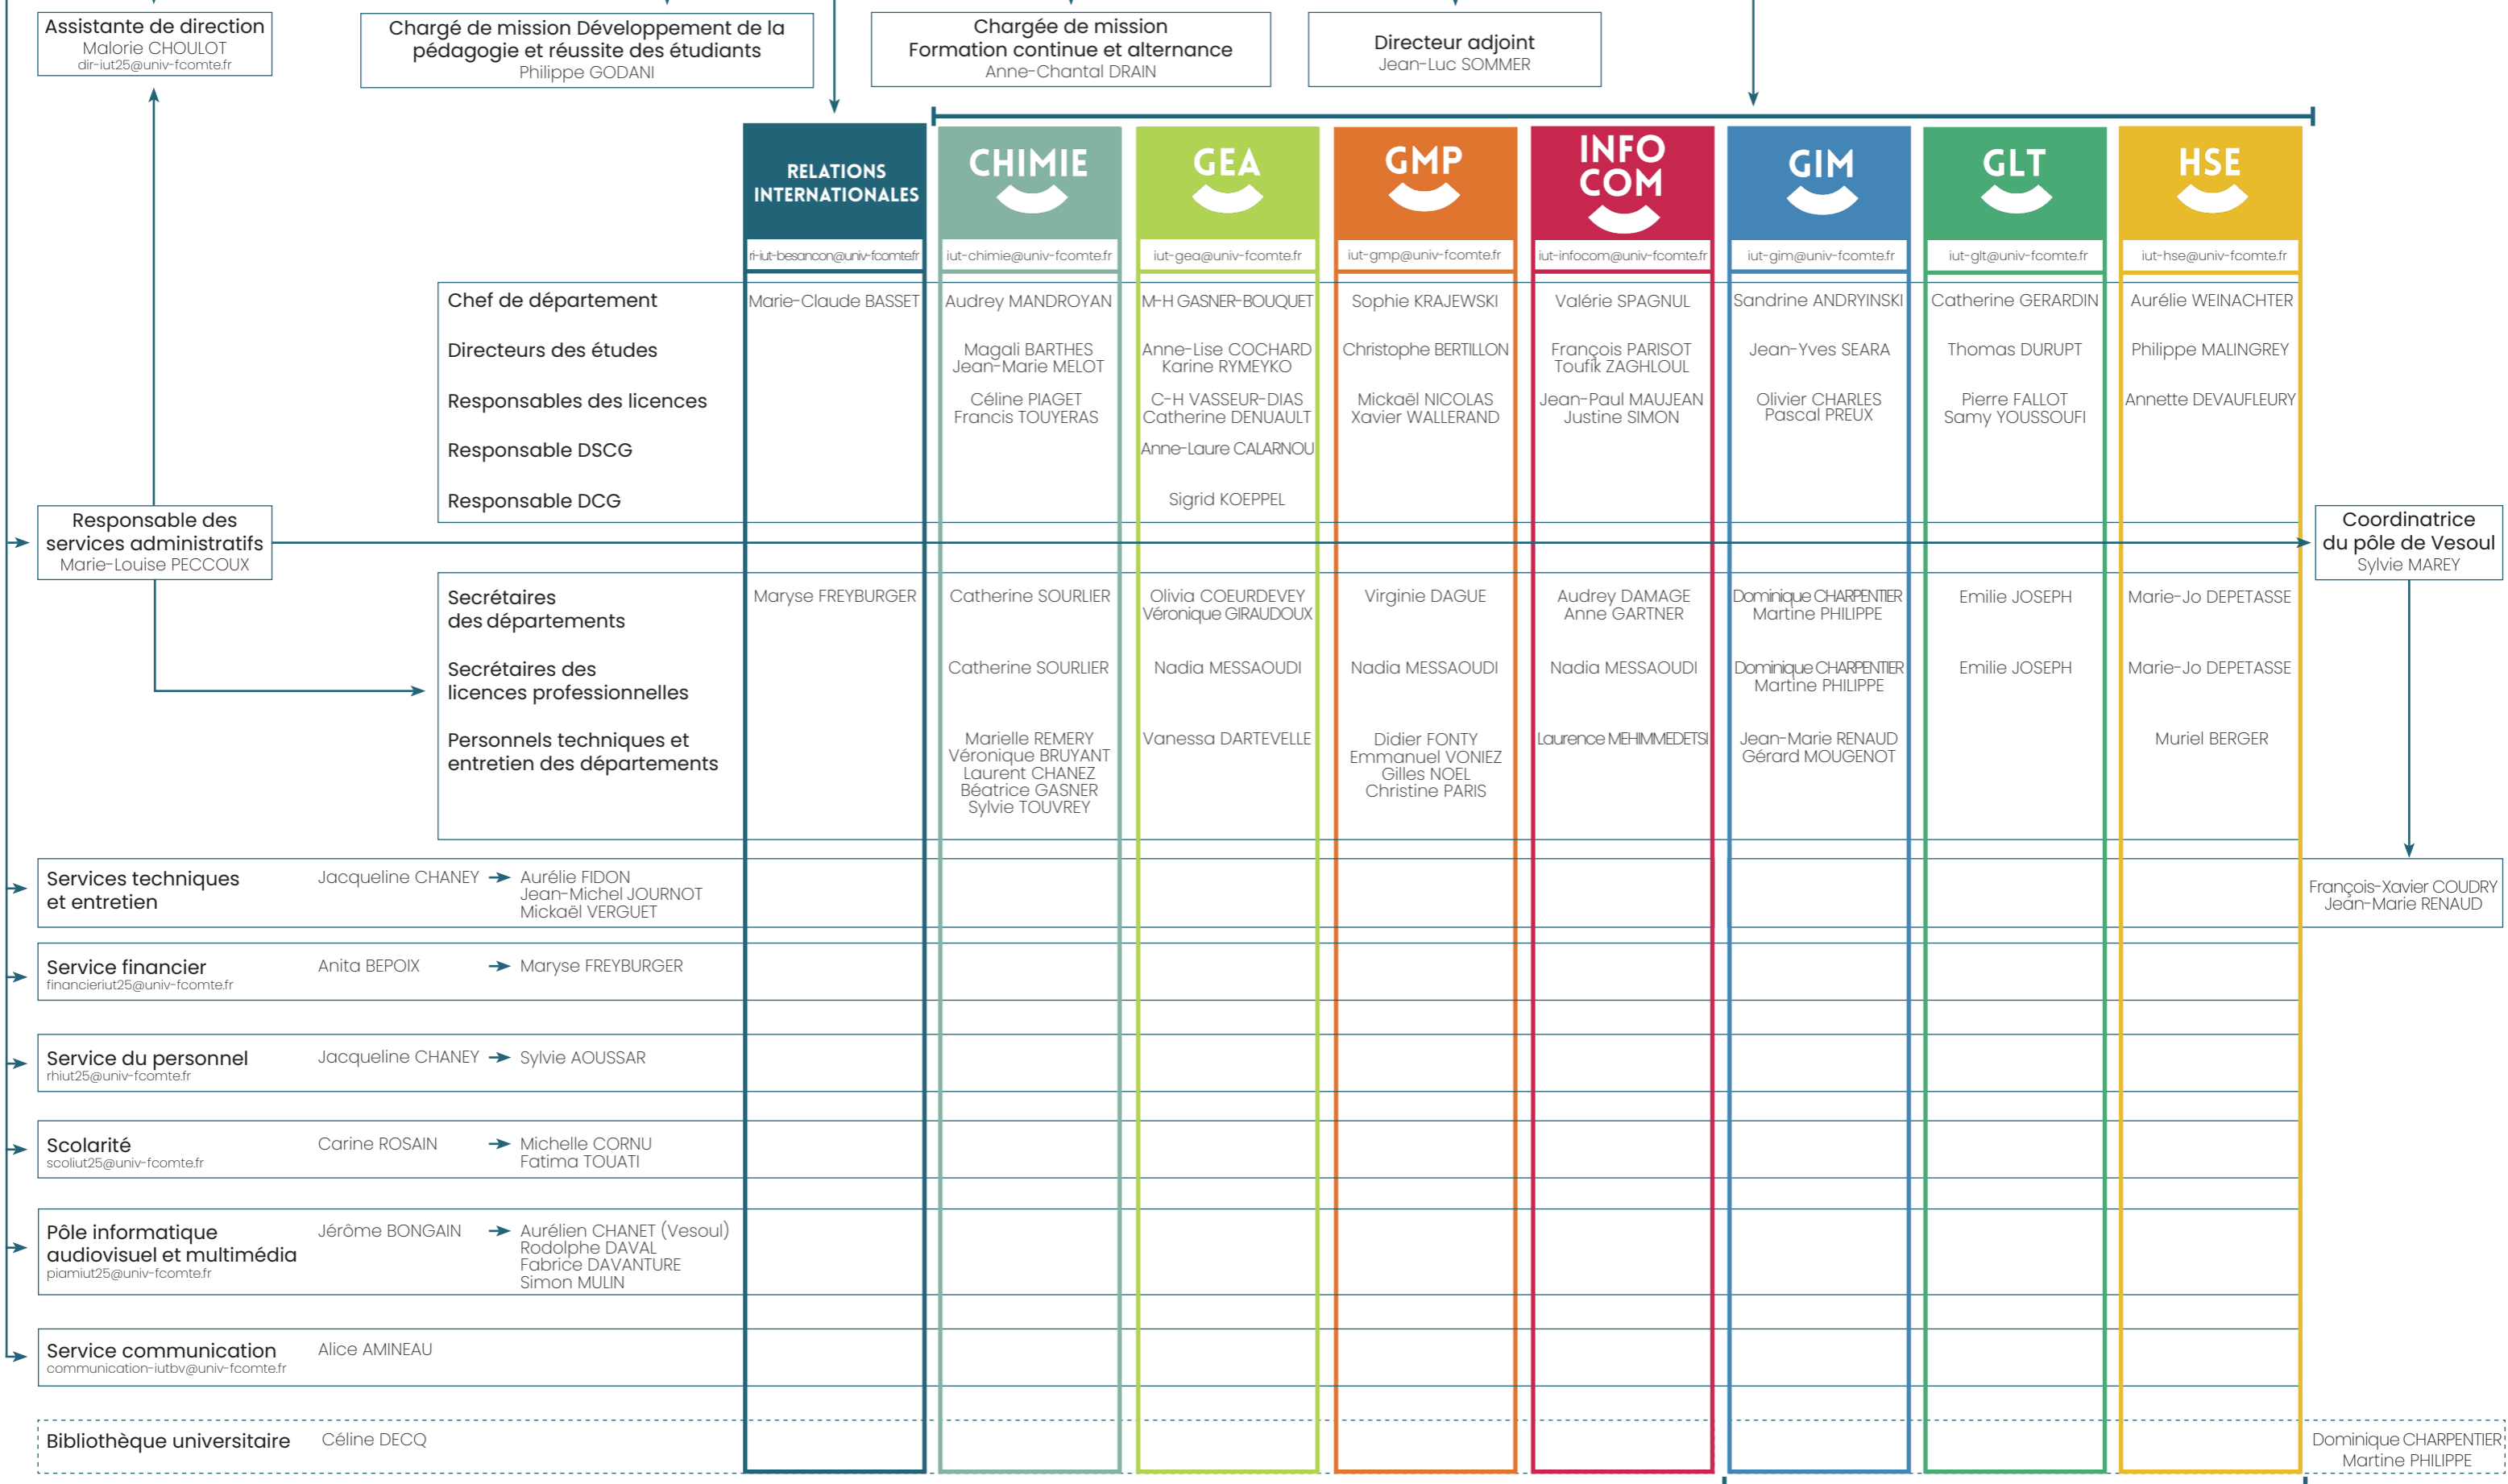 Assistante de direction
Malorie CHOULOT
dir-iut25@univ-fcomte.fr
Chargé de mission Développement de la
pédagogie et réussite des étudiants
Philippe GODANI
Chargée de mission
Formation continue et alternance
Anne-Chantal DRAIN
Directeur adjoint
Jean-Luc SOMMER
RELATIONS
INTERNATIONALES
CHIMIE
GEA
GMP
INFO
COM
GIM
GLT
HSE
ri-iut-besancon@univ-fcomte.fr
iut-chimie@univ-fcomte.fr
iut-gea@univ-fcomte.fr
iut-gmp@univ-fcomte.fr
iut-infocom@univ-fcomte.fr
iut-gim@univ-fcomte.fr
iut-glt@univ-fcomte.fr
iut-hse@univ-fcomte.fr
Chef de département
Marie-Claude BASSET
Audrey MANDROYAN
M-H GASNER-BOUQUET
Sophie KRAJEWSKI
Valérie SPAGNUL
Sandrine ANDRYINSKI
Catherine GERARDIN
Aurélie WEINACHTER
Directeurs des études
Magali BARTHES
Jean-Marie MELOT
Anne-Lise COCHARD
Karine RYMEYKO
Christophe BERTILLON
François PARISOT
Toufik ZAGHLOUL
Jean-Yves SEARA
Thomas DURUPT
Philippe MALINGREY
Responsables des licences
Céline PIAGET
Francis TOUYERAS
C-H VASSEUR-DIAS
Catherine DENUAULT
Mickaël NICOLAS
Xavier WALLERAND
Jean-Paul MAUJEAN
Justine SIMON
Olivier CHARLES
Pascal PREUX
Pierre FALLOT
Samy YOUSSOUFI
Annette DEVAUFLEURY
Responsable DSCG
Anne-Laure CALARNOU
Responsable DCG
Sigrid KOEPPEL
Responsable des
services administratifs
Marie-Louise PECCOUX
Coordinatrice
du pôle de Vesoul
Sylvie MAREY
Secrétaires
des départements
Maryse FREYBURGER
Catherine SOURLIER
Olivia COEURDEVEY
Véronique GIRAUDOUX
Virginie DAGUE
Audrey DAMAGE
Anne GARTNER
Dominique CHARPENTIER
Martine PHILIPPE
Emilie JOSEPH
Marie-Jo DEPETASSE
Secrétaires des
licences professionnelles
Catherine SOURLIER
Nadia MESSAOUDI
Nadia MESSAOUDI
Nadia MESSAOUDI
Dominique CHARPENTIER
Martine PHILIPPE
Emilie JOSEPH
Marie-Jo DEPETASSE
Personnels techniques et
entretien des départements
Marielle REMERY
Véronique BRUYANT
Laurent CHANEZ
Béatrice GASNER
Sylvie TOUVREY
Vanessa DARTEVELLE
Didier FONTY
Emmanuel VONIEZ
Gilles NOEL
Christine PARIS
Laurence MEHIMMEDETSI
Jean-Marie RENAUD
Gérard MOUGENOT
Muriel BERGER
Services techniques
et entretien
Jacqueline CHANEY
Aurélie FIDON
Jean-Michel JOURNOT
Mickaël VERGUET
François-Xavier COUDRY
Jean-Marie RENAUD
Service financier
financieriut25@univ-fcomte.fr
Anita BEPOIX
Maryse FREYBURGER
Service du personnel
rhiut25@univ-fcomte.fr
Jacqueline CHANEY
Sylvie AOUSSAR
Scolarité
scoliut25@univ-fcomte.fr
Carine ROSAIN
Michelle CORNU
Fatima TOUATI
Pôle informatique
audiovisuel et multimédia
piamiut25@univ-fcomte.fr
Jérôme BONGAIN
Aurélien CHANET (Vesoul)
Rodolphe DAVAL
Fabrice DAVANTURE
Simon MULIN
Service communication
communication-iutbv@univ-fcomte.fr
Alice AMINEAU
Bibliothèque universitaire
Céline DECQ
Dominique CHARPENTIER
Martine PHILIPPE